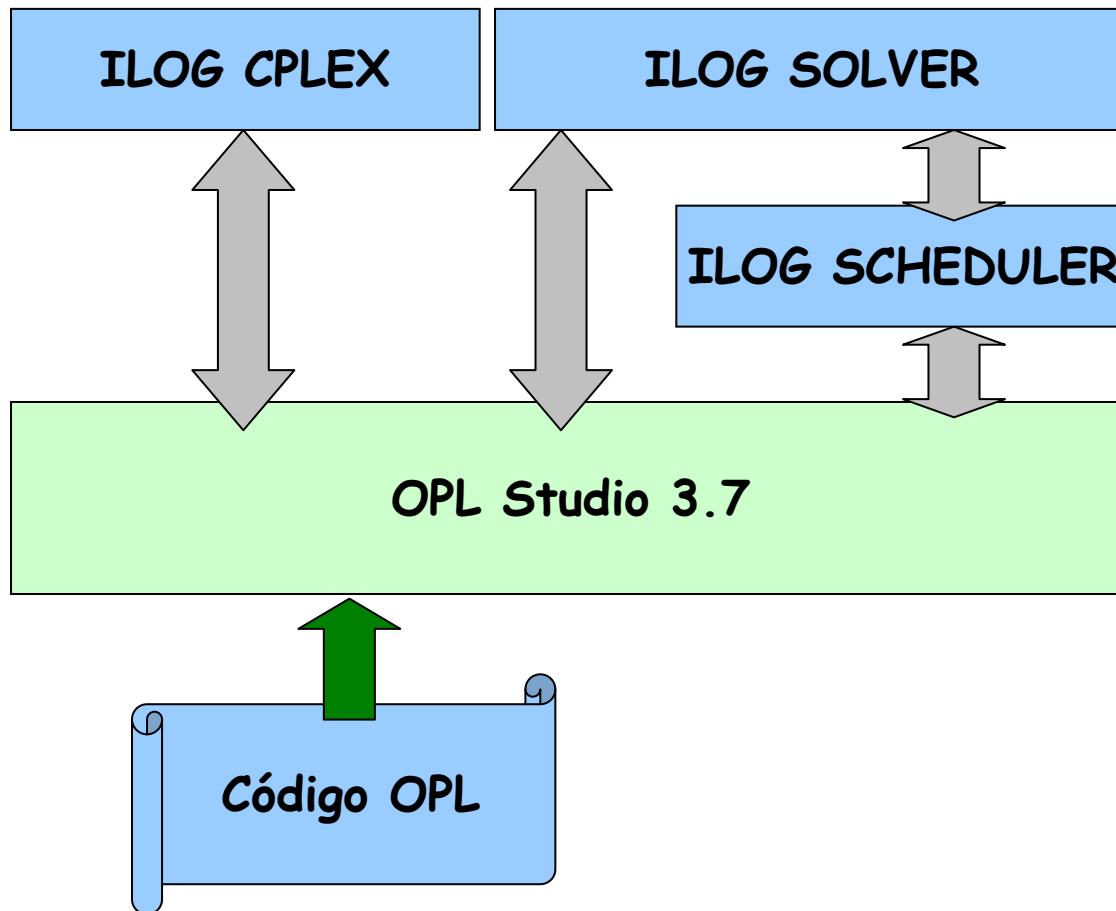 ILOG CPLEX
ILOG SOLVER
ILOG SCHEDULER
OPL Studio 3.7
Código OPL